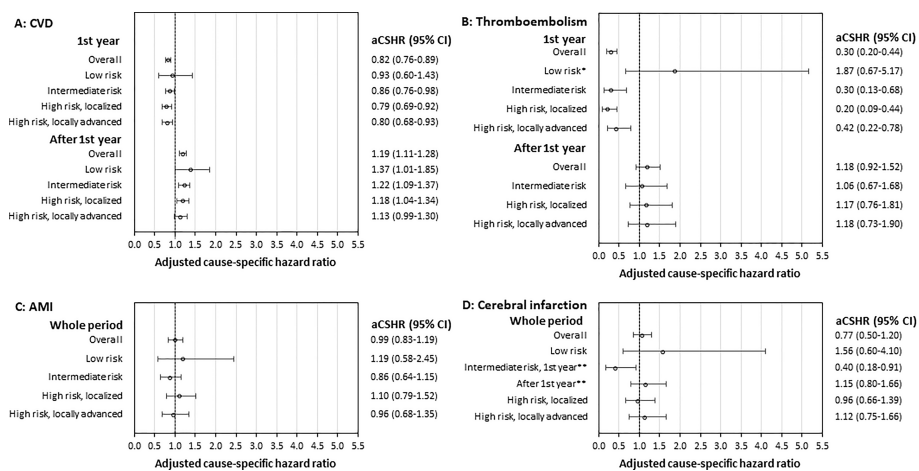 A: CVD
1st year aCSHR (95% CI)
Overall 0.82 (0.76-0.89)
Low risk 0.93 (0.60-1.43)
Intermediate risk 0.86 (0.76-0.98)
High risk, localized 0.79 (0.69-0.92)
High risk, locally advanced 0.80 (0.68-0.93)
After 1st year
Overall 1.19 (1.11-1.28)
Low risk 1.37 (1.01-1.85)
Intermediate risk 1.22 (1.09-1.37)
High risk, localized 1.18 (1.04-1.34)
High risk, locally advanced 1.13 (0.99-1.30)
0.0 0.5 1.0 1.5 2.0 2.5 3.0 3.5 4.0 4.5 5.0 5.5
Adjusted cause-specific hazard ratio
B: Thromboembolism
1st year aCSHR (95% CI)
Overall 0.30 (0.20-0.44)
Low risk* 1.87 (0.67-5.17)
Intermediate risk 0.30 (0.13-0.68)
High risk, localized 0.20 (0.09-0.44)
High risk, locally advanced 0.42 (0.22-0.78)
After 1st year
Overall 1.18 (0.92-1.52)
Intermediate risk 1.06 (0.67-1.68)
High risk, localized 1.17 (0.76-1.81)
High risk, locally advanced 1.18 (0.73-1.90)
0.0 0.5 1.0 1.5 2.0 2.5 3.0 3.5 4.0 4.5 5.0 5.5
Adjusted cause-specific hazard ratio
C: AMI
Whole period aCSHR (95% CI)
Overall 0.99 (0.83-1.19)
Low risk 1.19 (0.58-2.45)
Intermediate risk 0.86 (0.64-1.15)
High risk, localized 1.10 (0.79-1.52)
High risk, locally advanced 0.96 (0.68-1.35)
0.0 0.5 1.0 1.5 2.0 2.5 3.0 3.5 4.0 4.5 5.0 5.5
Adjusted cause-specific hazard ratio
D: Cerebral infarction
Whole period aCSHR (95% CI)
Overall 0.77 (0.50-1.20)
Low risk 1.56 (0.60-4.10)
Intermediate risk, 1st year** 0.40 (0.18-0.91)
After 1st year** 1.15 (0.80-1.66)
High risk, localized 0.96 (0.66-1.39)
High risk, locally advanced 1.12 (0.75-1.66)
0.0 0.5 1.0 1.5 2.0 2.5 3.0 3.5 4.0 4.5 5.0 5.5
Adjusted cause-specific hazard ratio